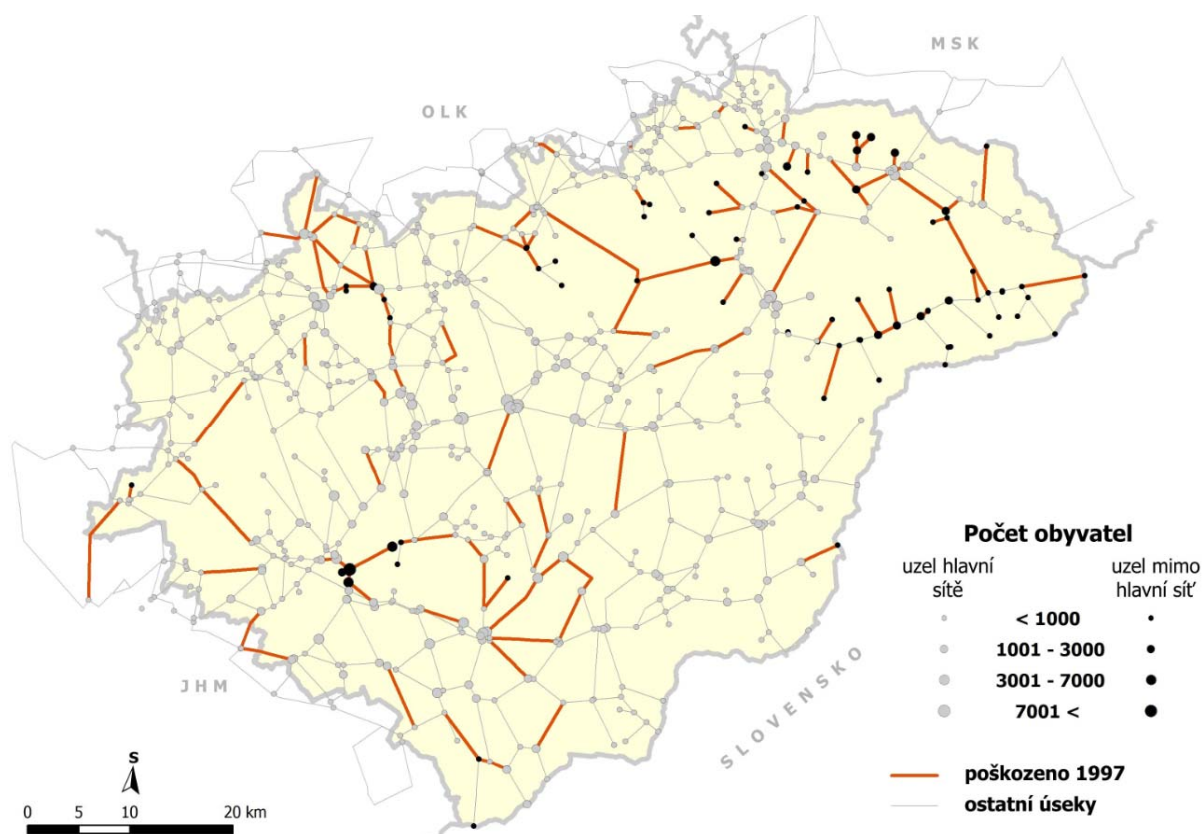 MSK
OLK
JHM
SLOVENSKO
Počet obyvatel
uzel hlavní sítě
uzel mimo hlavní síť
< 1000
1001 - 3000
3001 - 7000
7001 <
poškozeno 1997
ostatní úseky
S
0 5 10 20 km